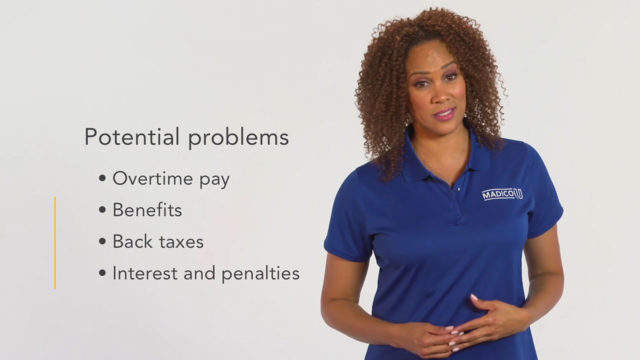 Potential problems
• Overtime pay
• Benefits
• Back taxes
• Interest and penalties
MADICO U